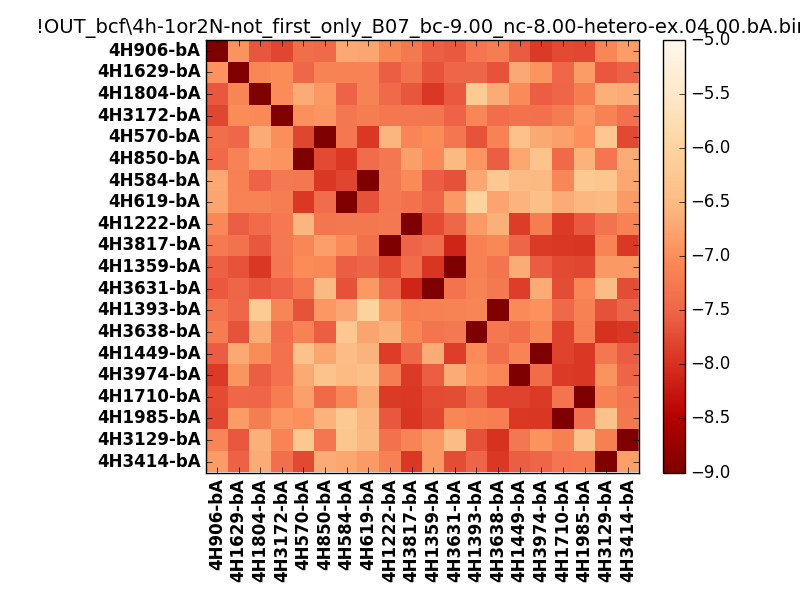 !OUT_bcf\4h-1or2N-not_first_only_B07_bc-9.00_nc-8.00-hetero-ex.04.00.bA.bin
4H906-bA
4H1629-bA
4H1804-bA
4H3172-bA
4H570-bA
4H850-bA
4H584-bA
4H619-bA
4H1222-bA
4H3817-bA
4H1359-bA
4H3631-bA
4H1393-bA
4H3638-bA
4H1449-bA
4H3974-bA
4H1710-bA
4H1985-bA
4H3129-bA
4H3414-bA
4H906-bA
4H1629-bA
4H1804-bA
4H3172-bA
4H570-bA
4H850-bA
4H584-bA
4H619-bA
4H1222-bA
4H3817-bA
4H1359-bA
4H3631-bA
4H1393-bA
4H3638-bA
4H1449-bA
4H3974-bA
4H1710-bA
4H1985-bA
4H3129-bA
4H3414-bA
−5.0
−5.5
−6.0
−6.5
−7.0
−7.5
−8.0
−8.5
−9.0